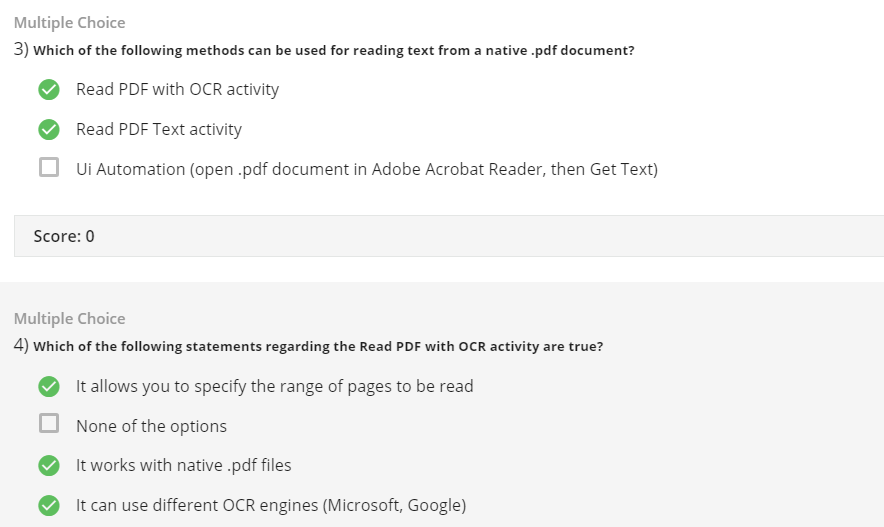 Multiple Choice
3) Which of the following methods can be used for reading text from a native .pdf document?
Read PDF with OCR activity
Read PDF Text activity
Ui Automation (open .pdf document in Adobe Acrobat Reader, then Get Text)
Score: 0
Multiple Choice
4) Which of the following statements regarding the Read PDF with OCR activity are true?
It allows you to specify the range of pages to be read
None of the options
It works with native .pdf files
It can use different OCR engines (Microsoft, Google)